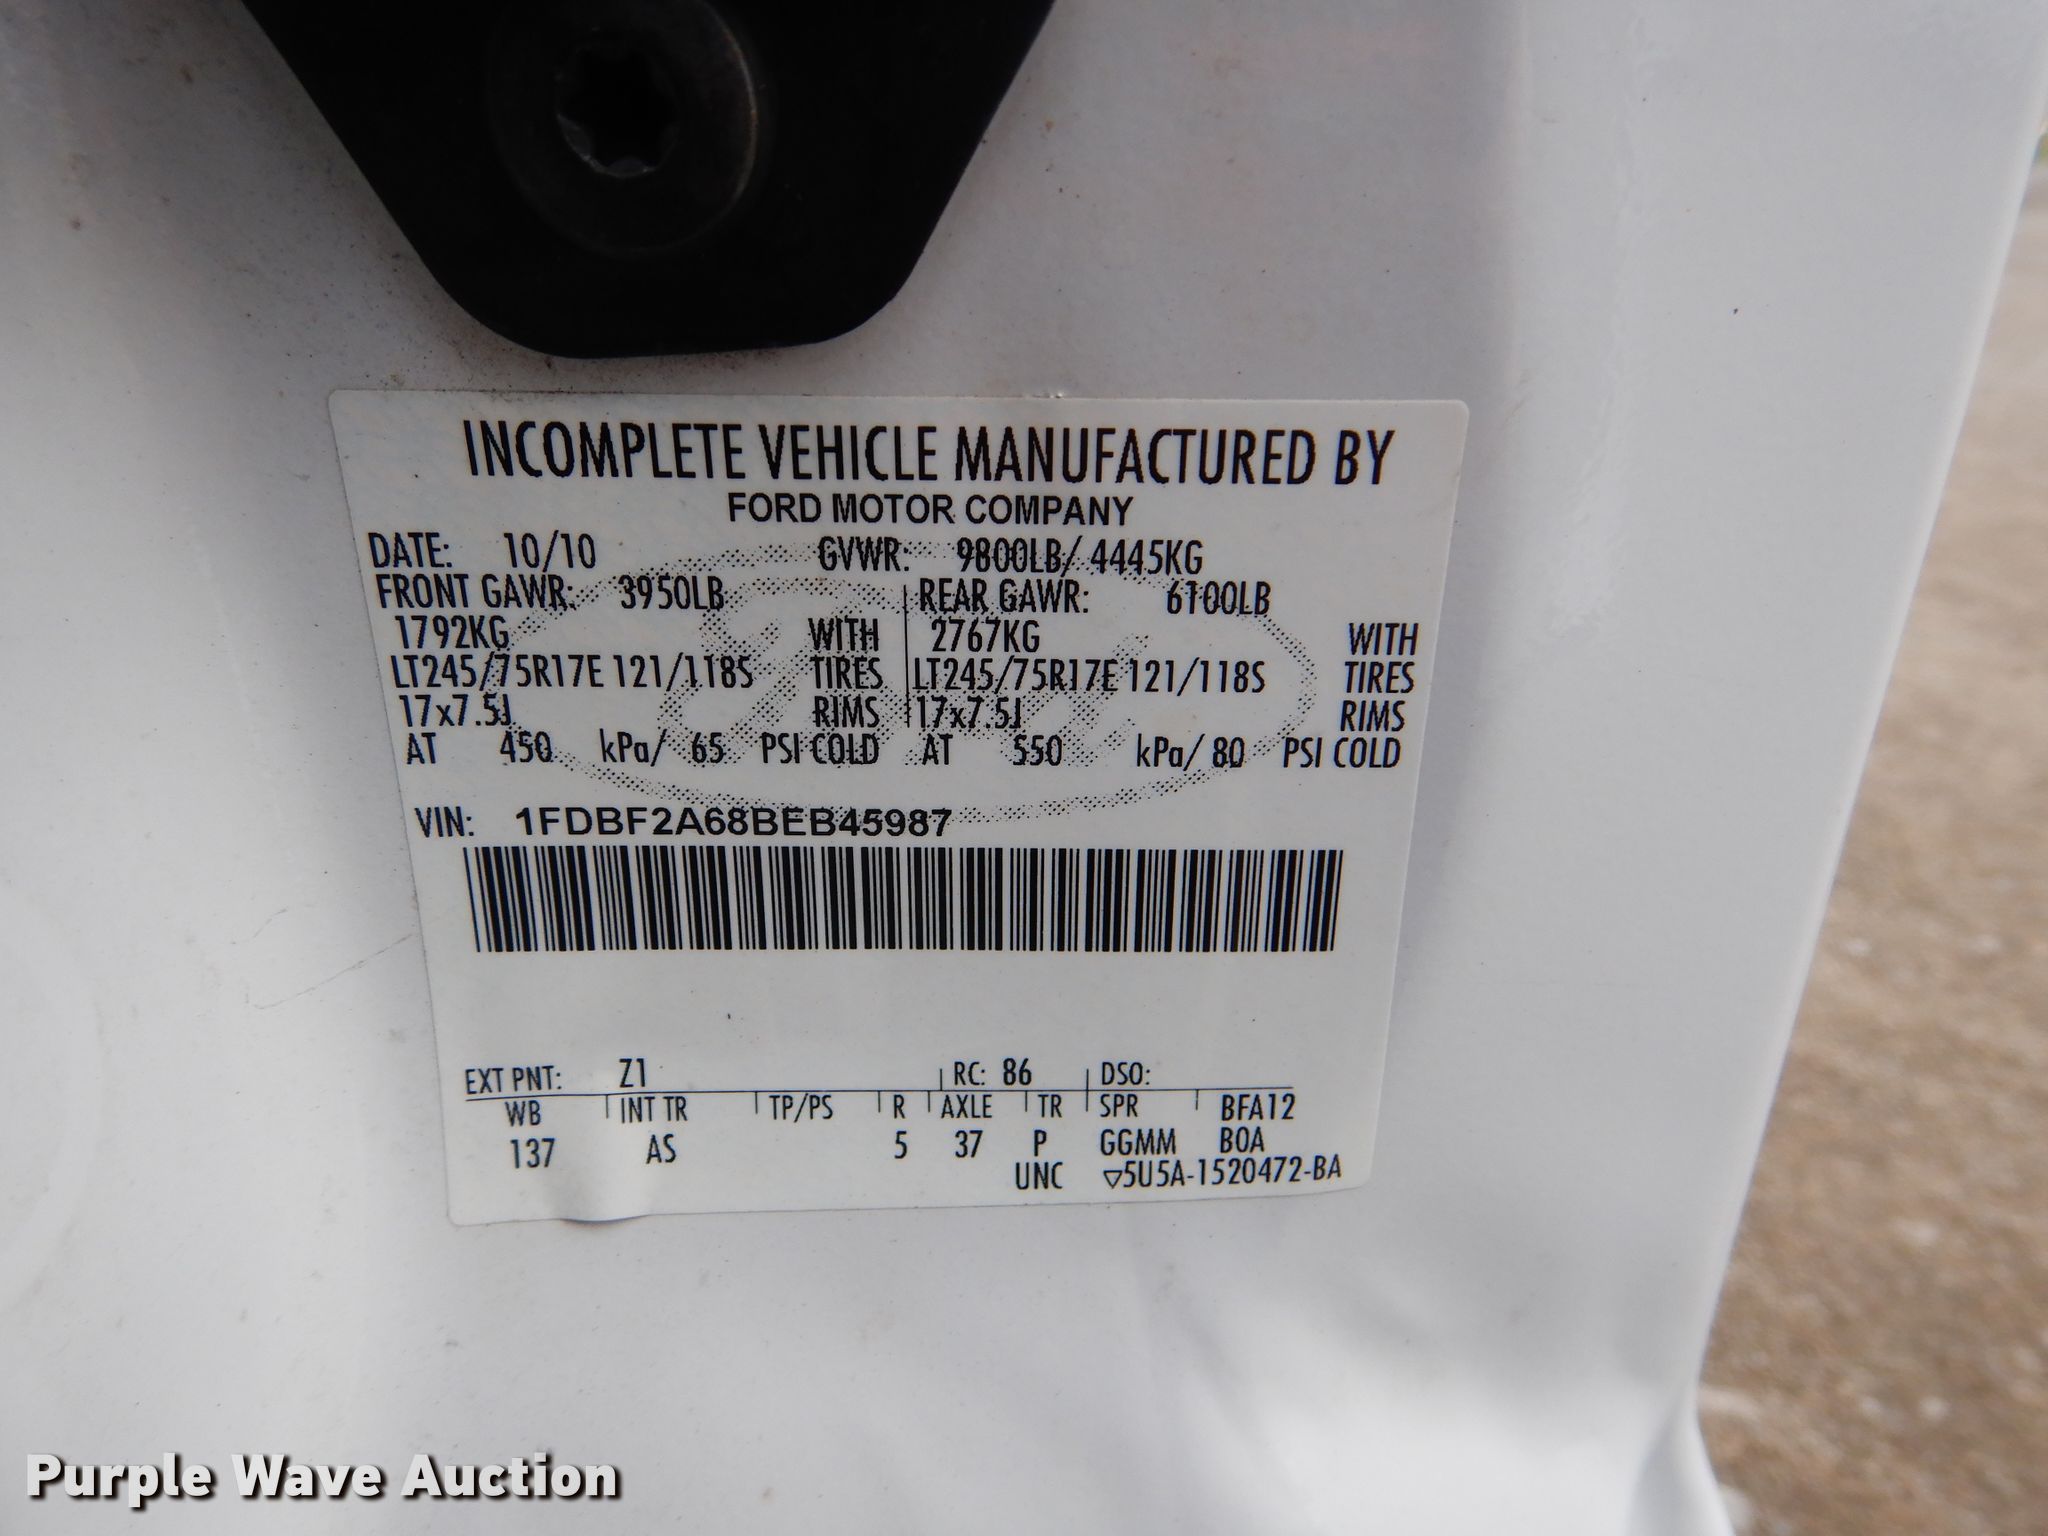 INCOMPLETE VEHICLE MANUFACTURED BY
FORD MOTOR COMPANY
DATE: 10/10 GVWR: 9800LB/ 4445KG
FRONT GAWR: 3950LB REAR GAWR: 6100LB
1792KG WITH 2767KG WITH
LT245/75R17E 121/118S TIRES LT245/75R17E 121/118S TIRES
17x7.5J RIMS 17x7.5J RIMS
AT 450 kPa/ 65 PSI COLD AT 550 kPa/ 80 PSI COLD
VIN: 1FDBF2A68BEB45987
EXT PNT: Z1 RC: 86 DSO:
WB INT TR TP/PS R AXLE TR SPR BFA12
137 AS 5 37 P GGMM BOA
UNC ▽5U5A-1520472-BA
Purple Wave Auction